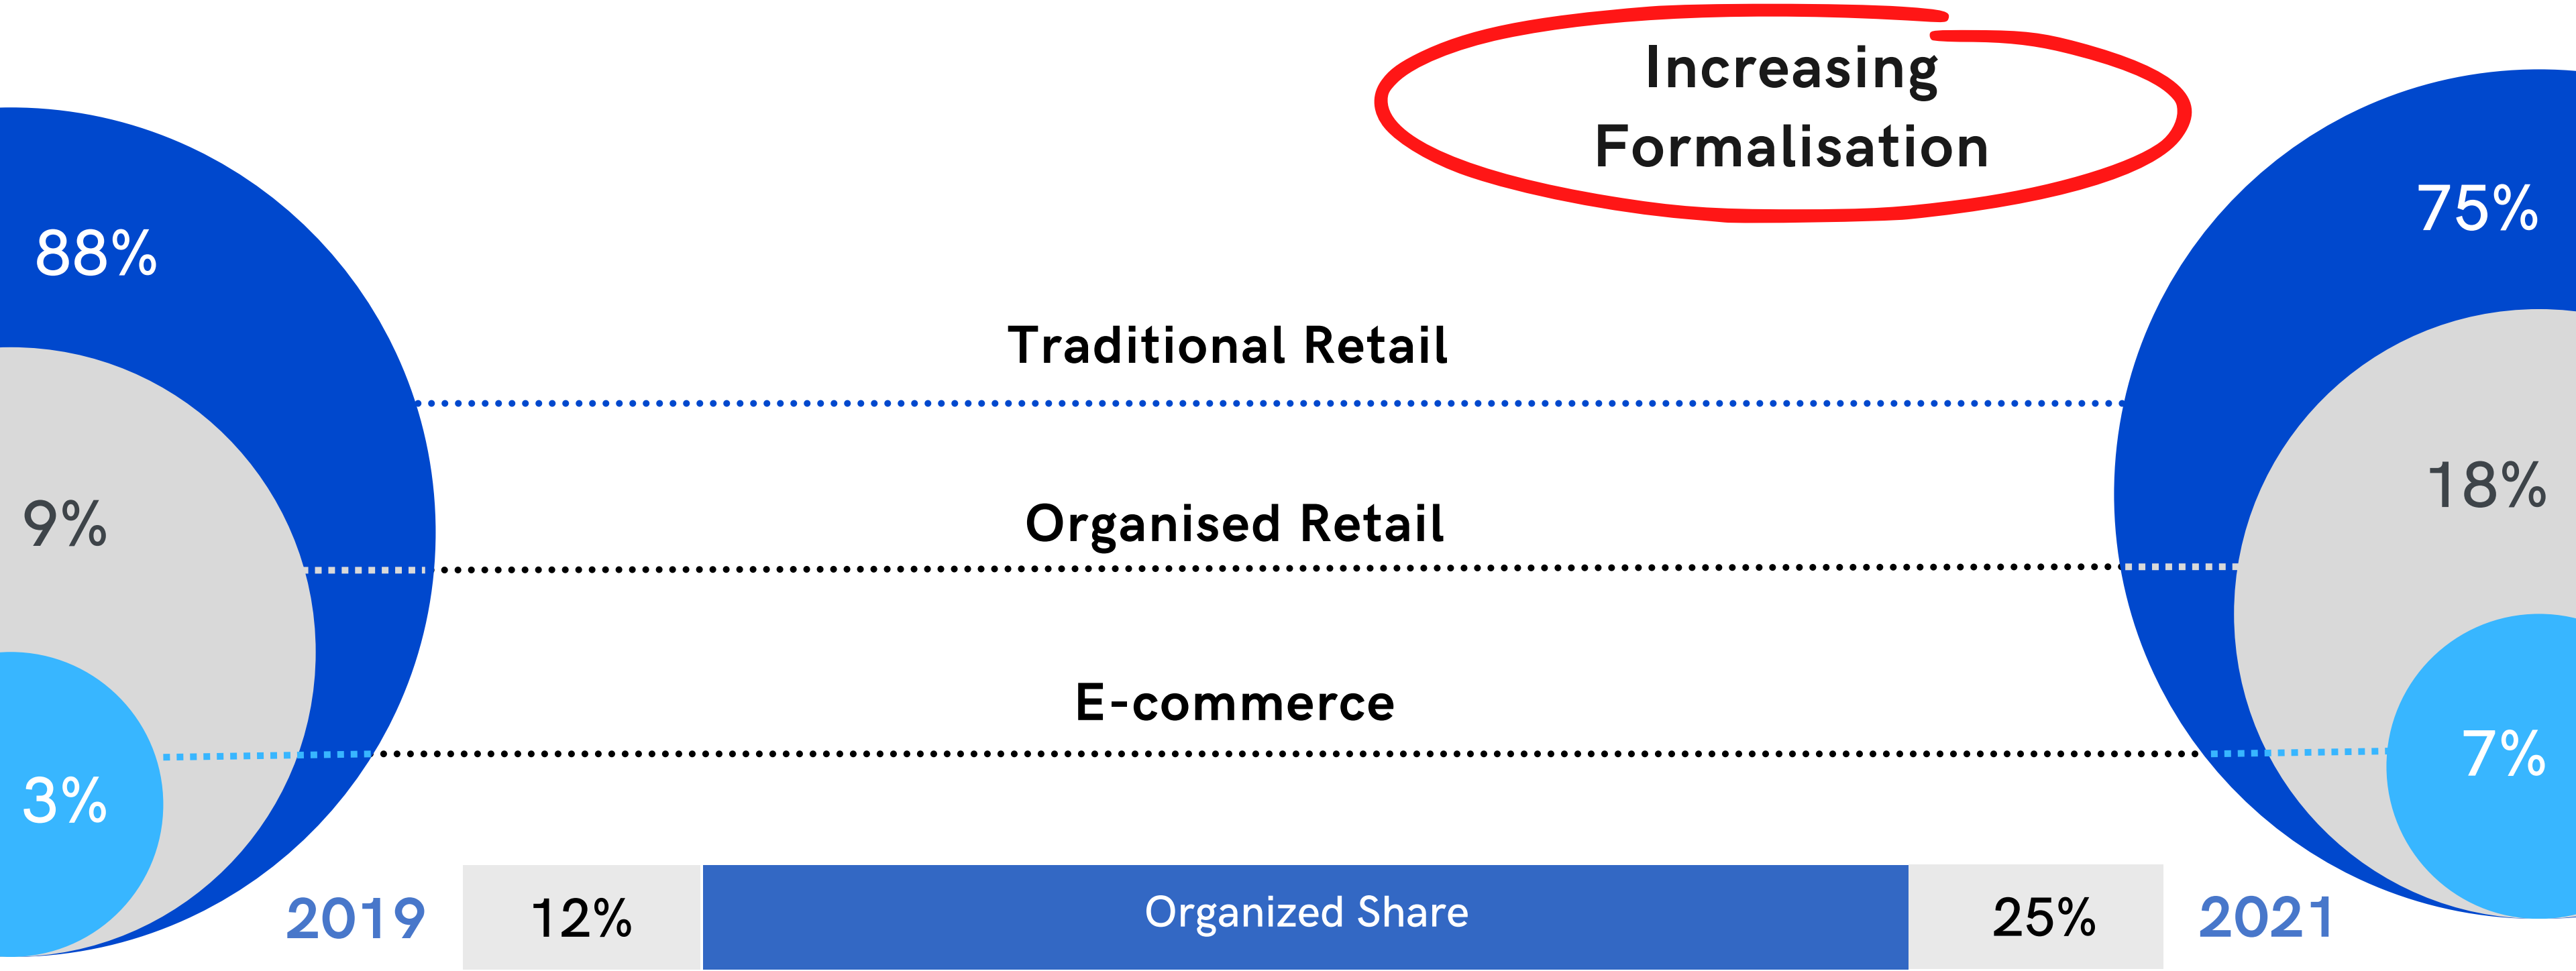 Increasing
Formalisation
88%
75%
Traditional Retail
9%
Organised Retail
18%
E-commerce
3%
7%
2019
12%
Organized Share
25%
2021